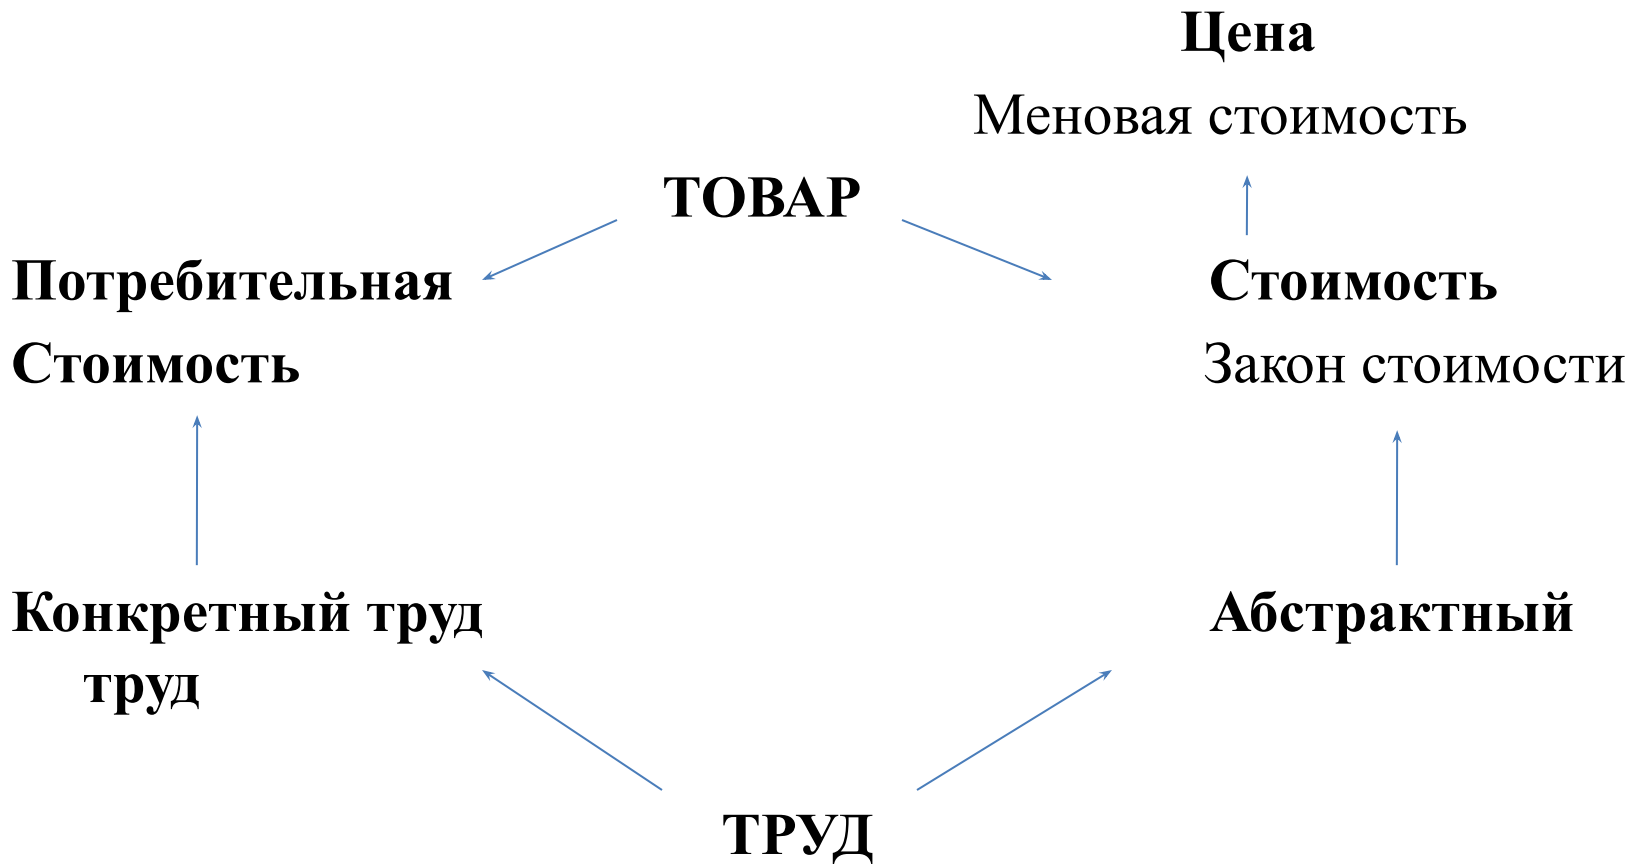 Цена
Меновая стоимость
ТОВАР
Потребительная Стоимость
Стоимость Закон стоимости
Конкретный труд Абстрактный
труд
ТРУД